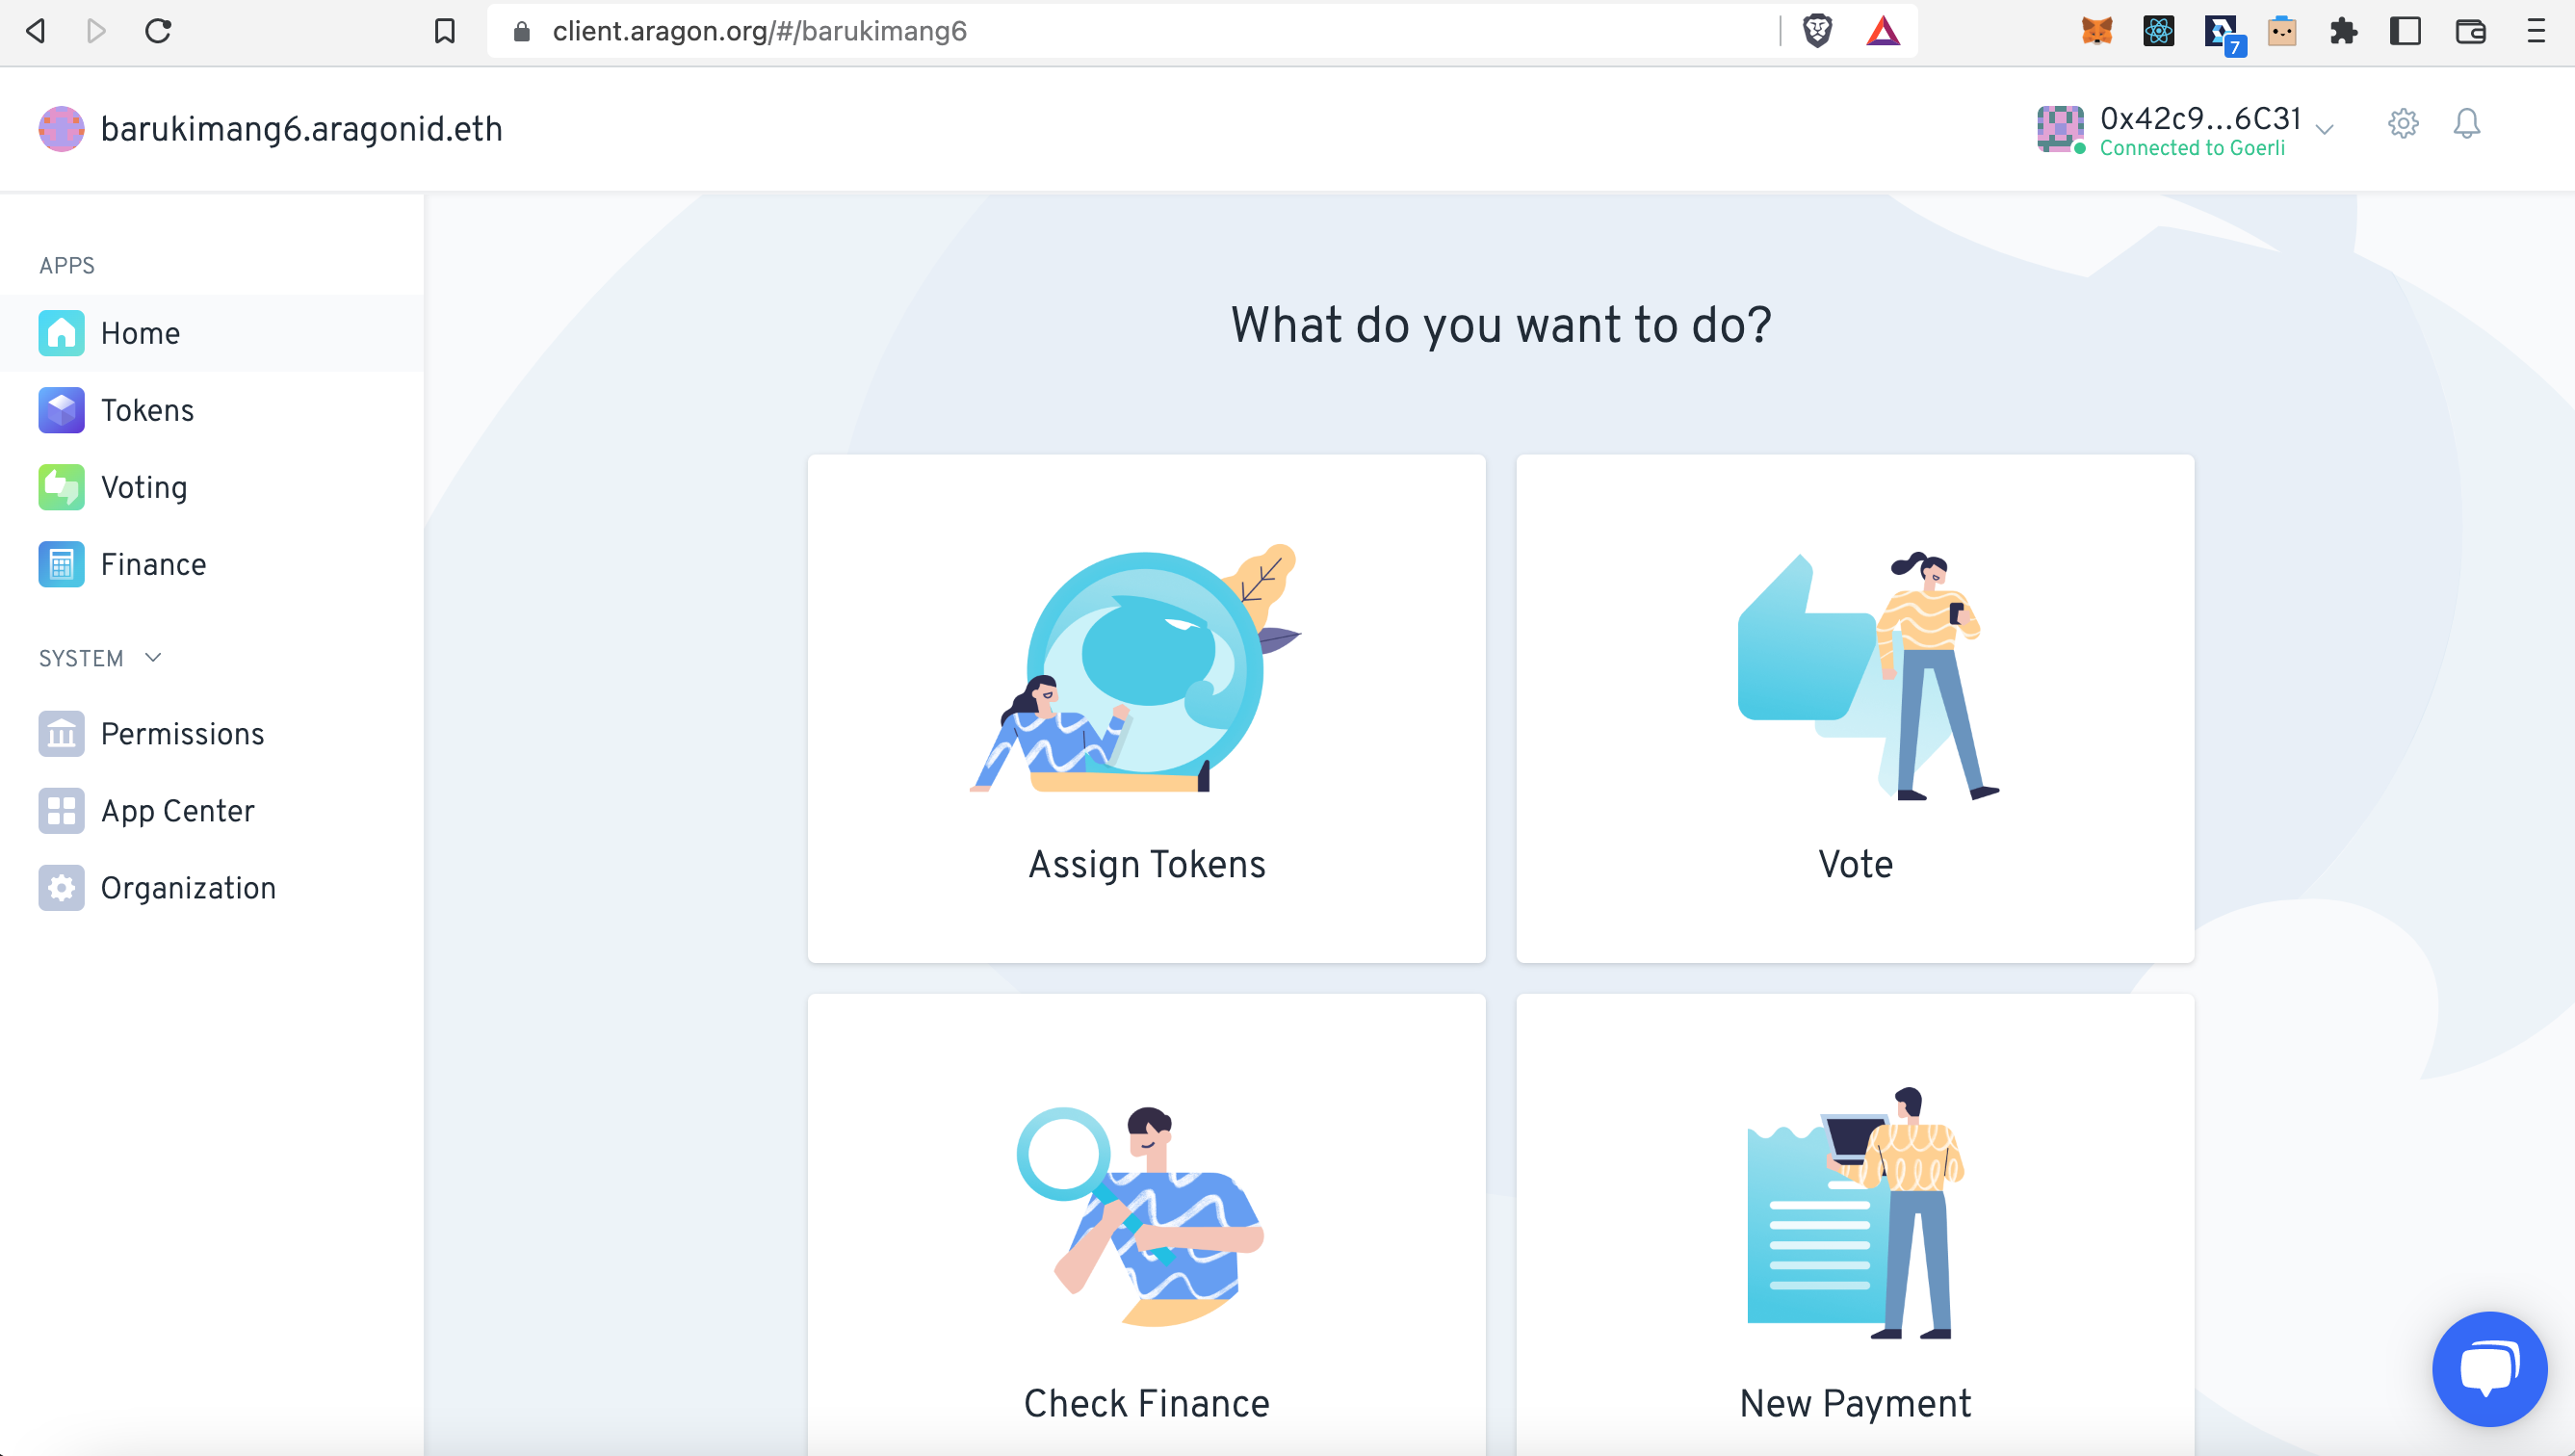 client.aragon.org/#/barukimang6
7
barukimang6.aragonid.eth
0x42c9...6C31
Connected to Goerli
APPS
Home
Tokens
Voting
Finance
SYSTEM
Permissions
App Center
Organization
What do you want to do?
Assign Tokens
Vote
Check Finance
New Payment